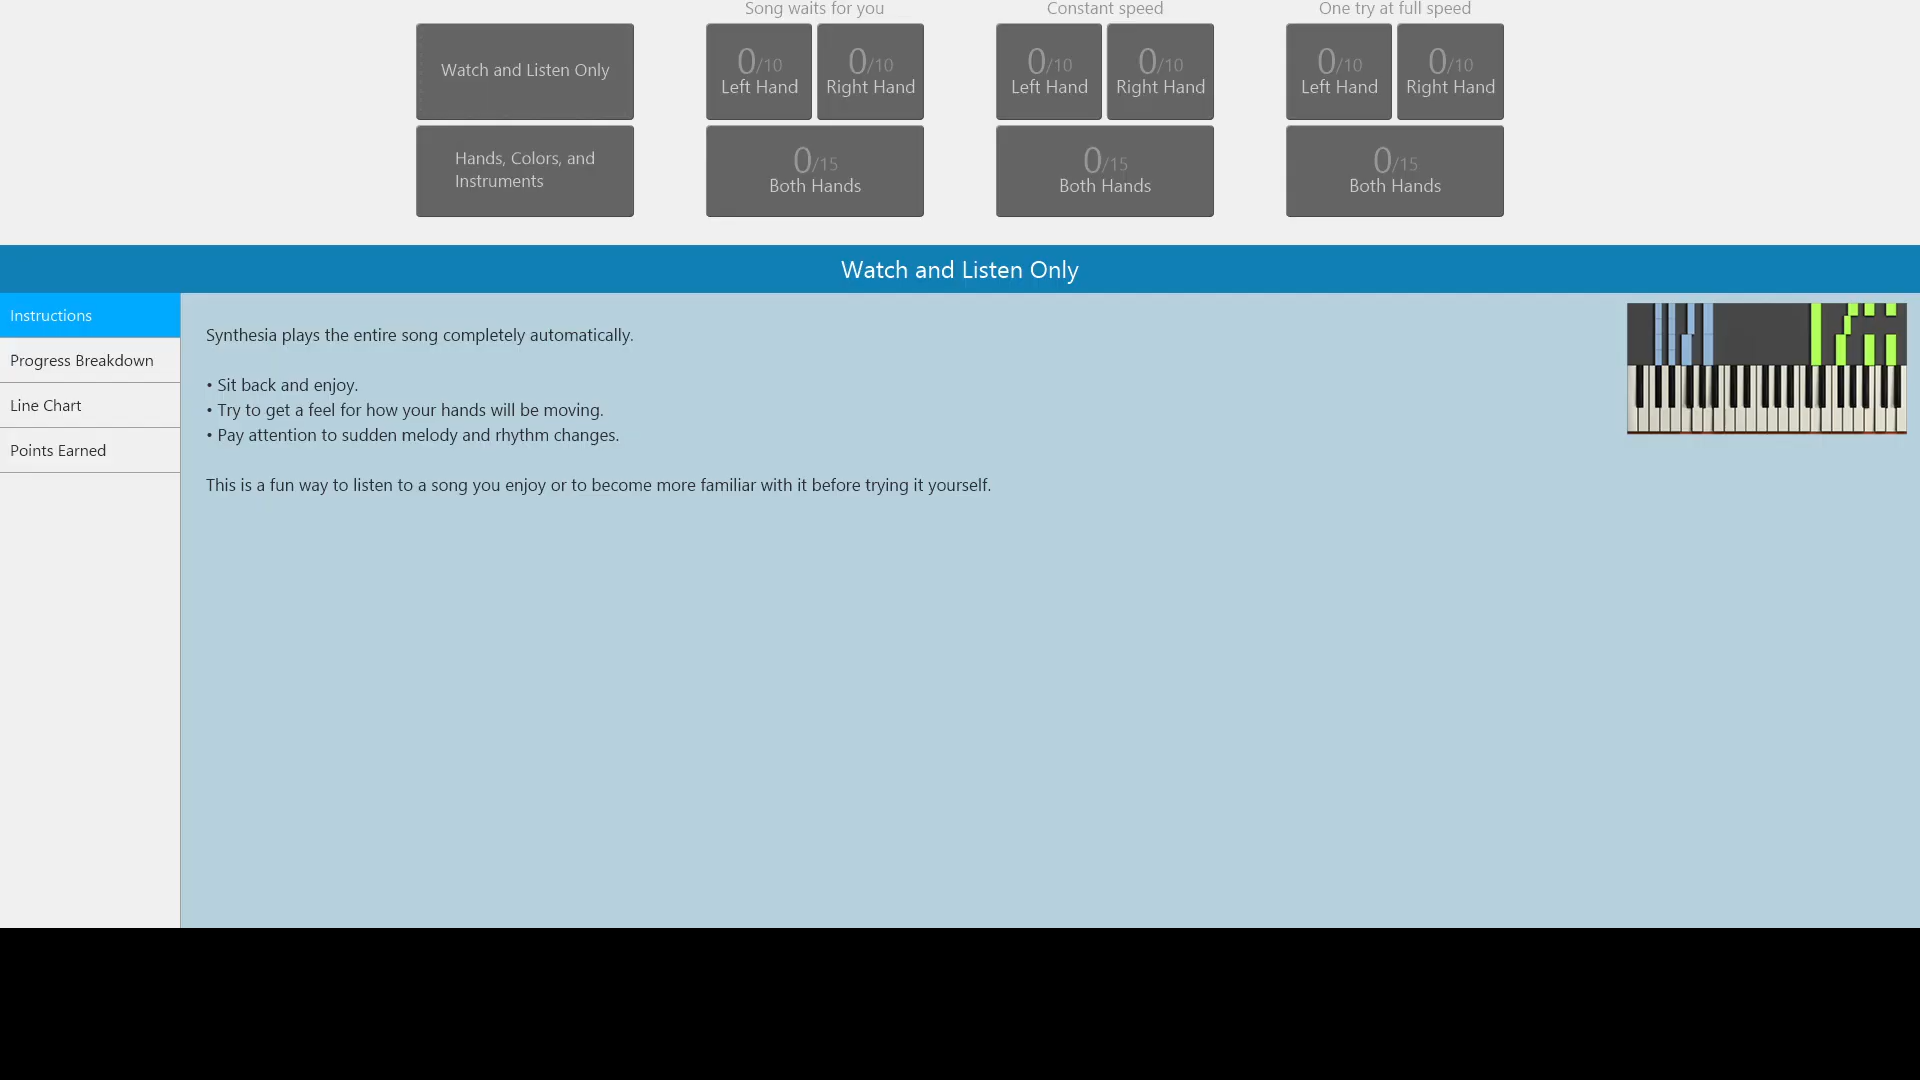 Song waits for you
Constant speed
One try at full speed
Watch and Listen Only
0/10
Left Hand
0/10
Right Hand
0/10
Left Hand
0/10
Right Hand
0/10
Left Hand
0/10
Right Hand
Hands, Colors, and
Instruments
0/15
Both Hands
0/15
Both Hands
0/15
Both Hands
Watch and Listen Only
Instructions
Progress Breakdown
Line Chart
Points Earned
Synthesia plays the entire song completely automatically.
• Sit back and enjoy.
• Try to get a feel for how your hands will be moving.
• Pay attention to sudden melody and rhythm changes.
This is a fun way to listen to a song you enjoy or to become more familiar with it before trying it yourself.